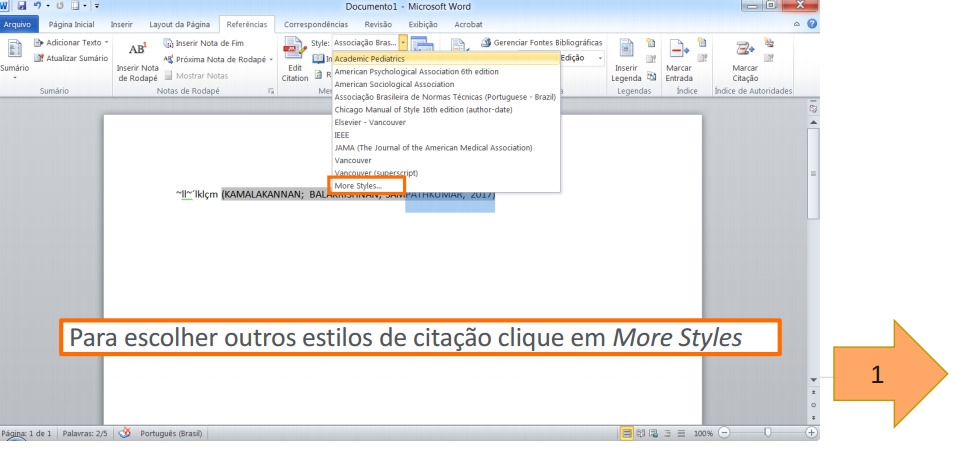 Documento1 - Microsoft Word
Arquivo Página Inicial Inserir Layout da Página Referências Correspondências Revisão Exibição Acrobat
Adicionar Texto Inserir Nota de Fim Style: Associação Bras... Gerenciar Fontes Bibliográficas
Atualizar Sumário AB¹ Próxima Nota de Rodapé Edição
Sumário Inserir Nota de Rodapé Mostrar Notas Edit Citation Inserir Legenda Marcar Entrada Marcar Citação
Sumário Notas de Rodapé Legendas Índice Índice de Autoridades
Academic Pediatrics
American Psychological Association 6th edition
American Sociological Association
Associação Brasileira de Normas Técnicas (Portuguese - Brazil)
Chicago Manual of Style 16th edition (author-date)
Elsevier - Vancouver
IEEE
JAMA (The Journal of the American Medical Association)
Vancouver
Vancouver (superscript)
More Styles...
~ll~´lklçm (KAMALAKANNAN; BALAKRISHNAN; SAMPATHKUMAR, 2017)
Para escolher outros estilos de citação clique em More Styles
1
Página: 1 de 1 Palavras: 2/5 Português (Brasil) 100%